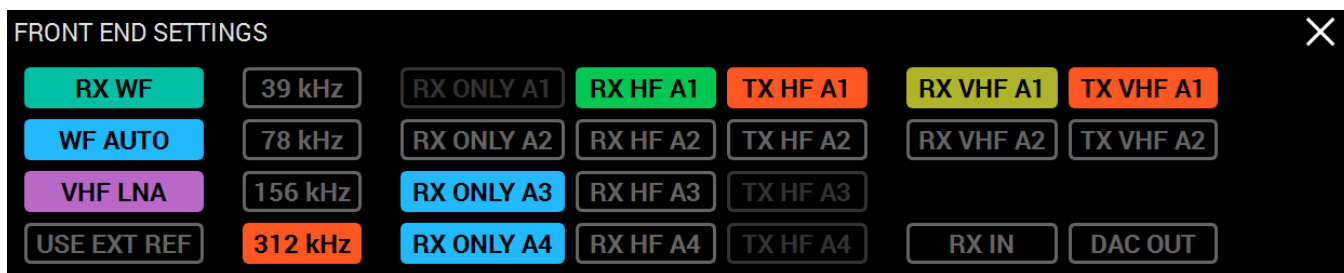 FRONT END SETTINGS
RX WF 39 kHz RX ONLY A1 RX HF A1 TX HF A1 RX VHF A1 TX VHF A1
WF AUTO 78 kHz RX ONLY A2 RX HF A2 TX HF A2 RX VHF A2 TX VHF A2
VHF LNA 156 kHz RX ONLY A3 RX HF A3 TX HF A3
USE EXT REF 312 kHz RX ONLY A4 RX HF A4 TX HF A4 RX IN DAC OUT